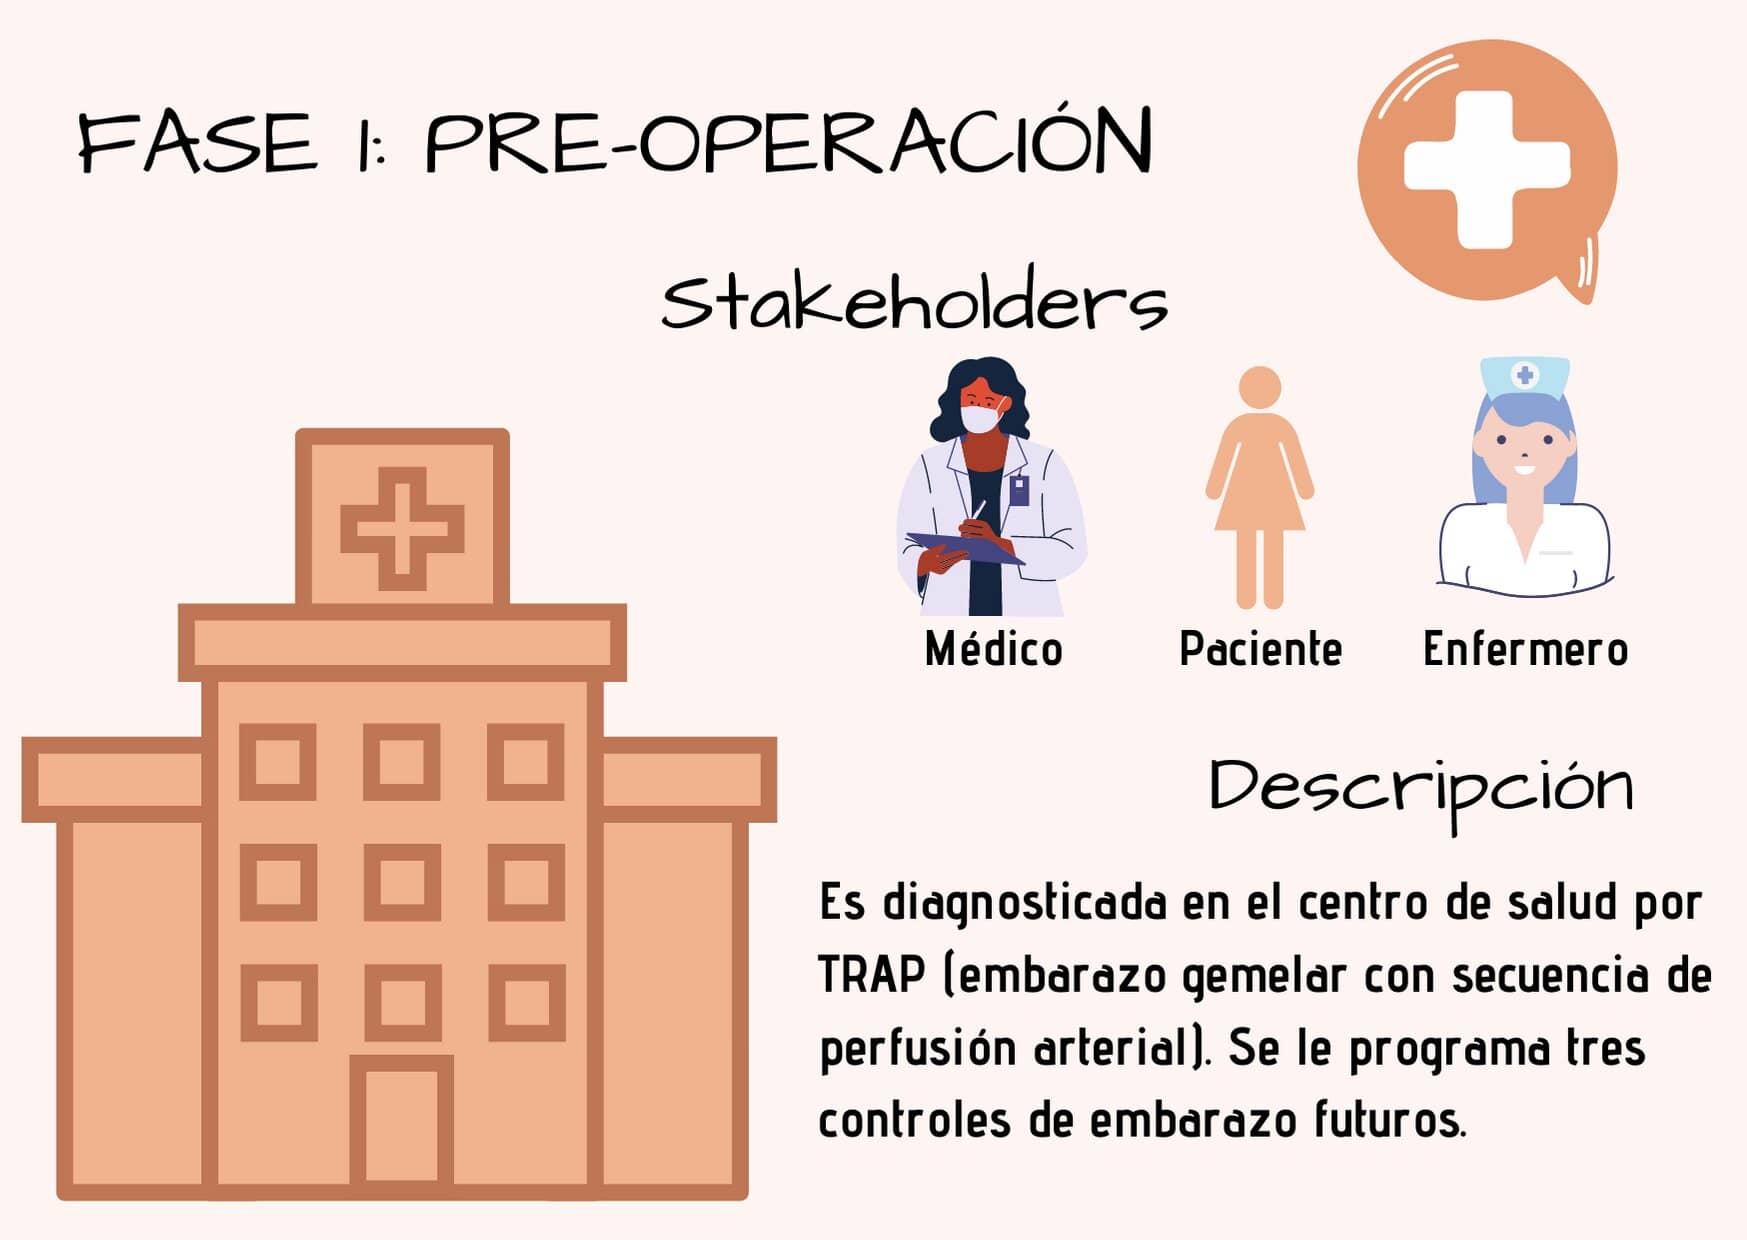 FASE 1: PRE-OPERACIÓN
Stakeholders
Médico
Paciente
Enfermero
Descripción
Es diagnosticada en el centro de salud por
TRAP (embarazo gemelar con secuencia de
perfusión arterial). Se le programa tres
controles de embarazo futuros.